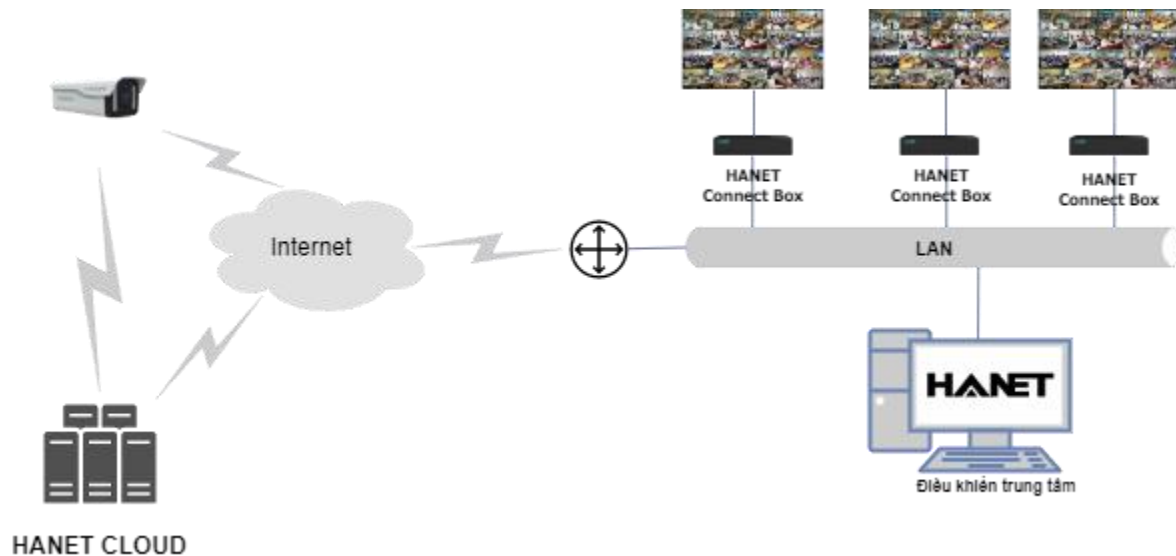 HANET
Connect Box
HANET
Connect Box
HANET
Connect Box
Internet
LAN
HANET
Điều khiển trung tâm
HANET CLOUD